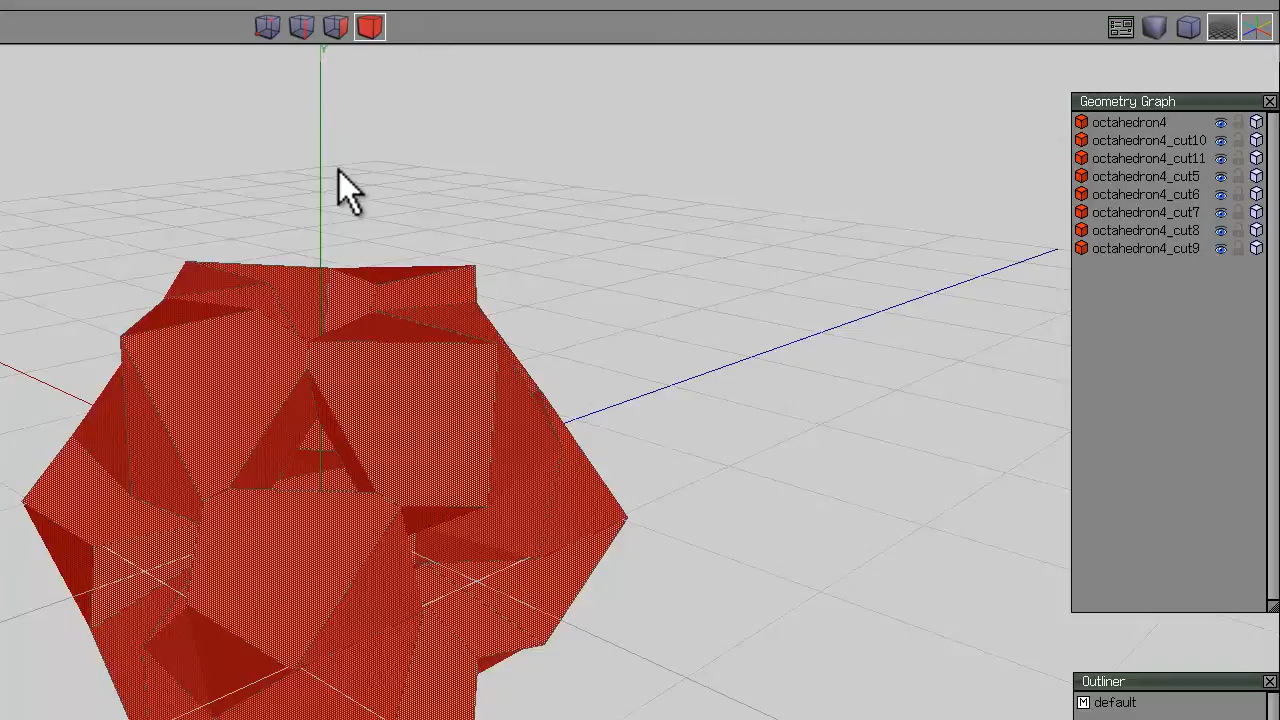 Y
Geometry Graph
octahedron4
octahedron4_cut10
octahedron4_cut11
octahedron4_cut5
octahedron4_cut6
octahedron4_cut7
octahedron4_cut8
octahedron4_cut9
Outliner
M default